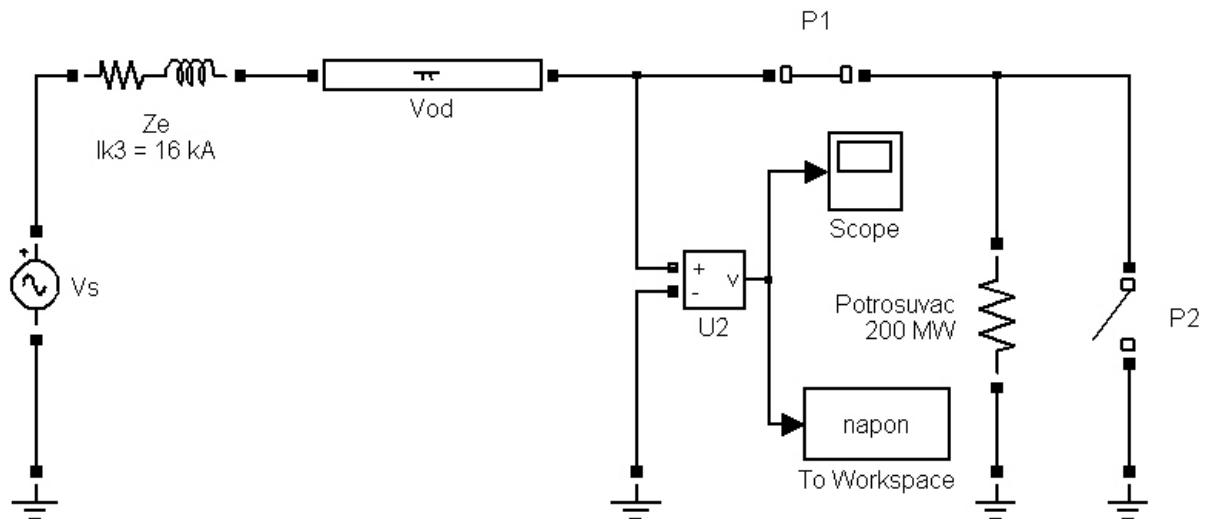 P1
Ze
Ik3 = 16 kA
Vod
Scope
+
Vs
+
-
v
U2
Potrosuvac
200 MW
P2
napon
To Workspace